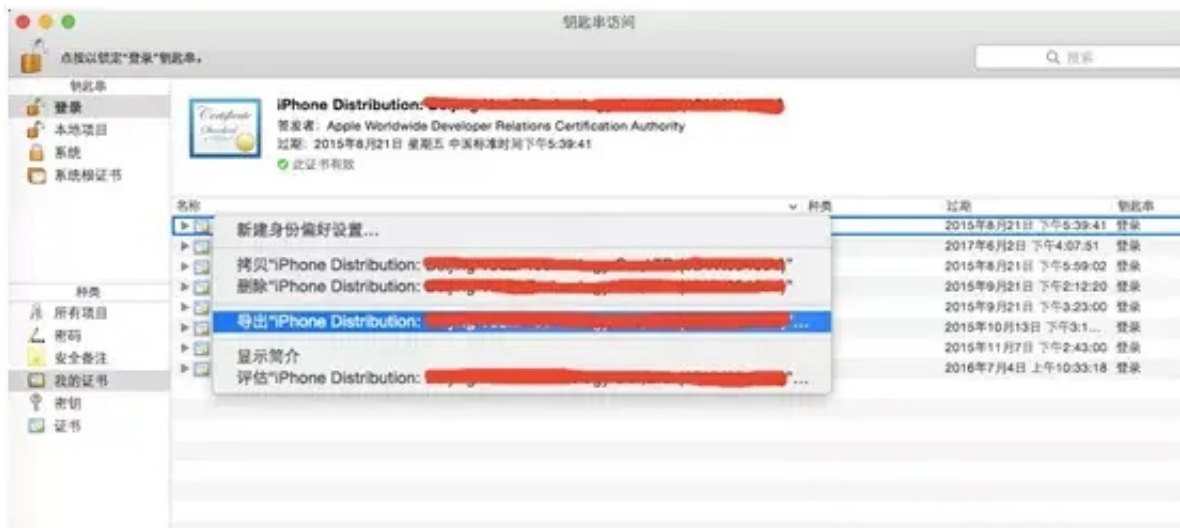 钥匙串访问
点按以锁定“登录”钥匙串。
搜索
钥匙串
登录
本地项目
系统
系统根证书
iPhone Distribution:
签发者: Apple Worldwide Developer Relations Certification Authority
过期: 2015年8月21日 星期五 中国标准时间下午5:39:41
此证书有效
名称 种类 过期 钥匙串
2015年8月21日 下午5:39:41 登录
2017年6月2日 下午4:07:51 登录
2015年8月21日 下午5:59:02 登录
2015年9月21日 下午2:12:20 登录
2015年9月21日 下午3:23:00 登录
2015年10月13日 下午3:1... 登录
2015年11月7日 下午2:43:00 登录
2016年7月4日 上午10:33:18 登录
新建身份偏好设置...
拷贝“iPhone Distribution:
删除“iPhone Distribution:
导出“iPhone Distribution: ”...
显示简介
评估“iPhone Distribution: ”...
种类
所有项目
密码
安全备注
我的证书
密钥
证书